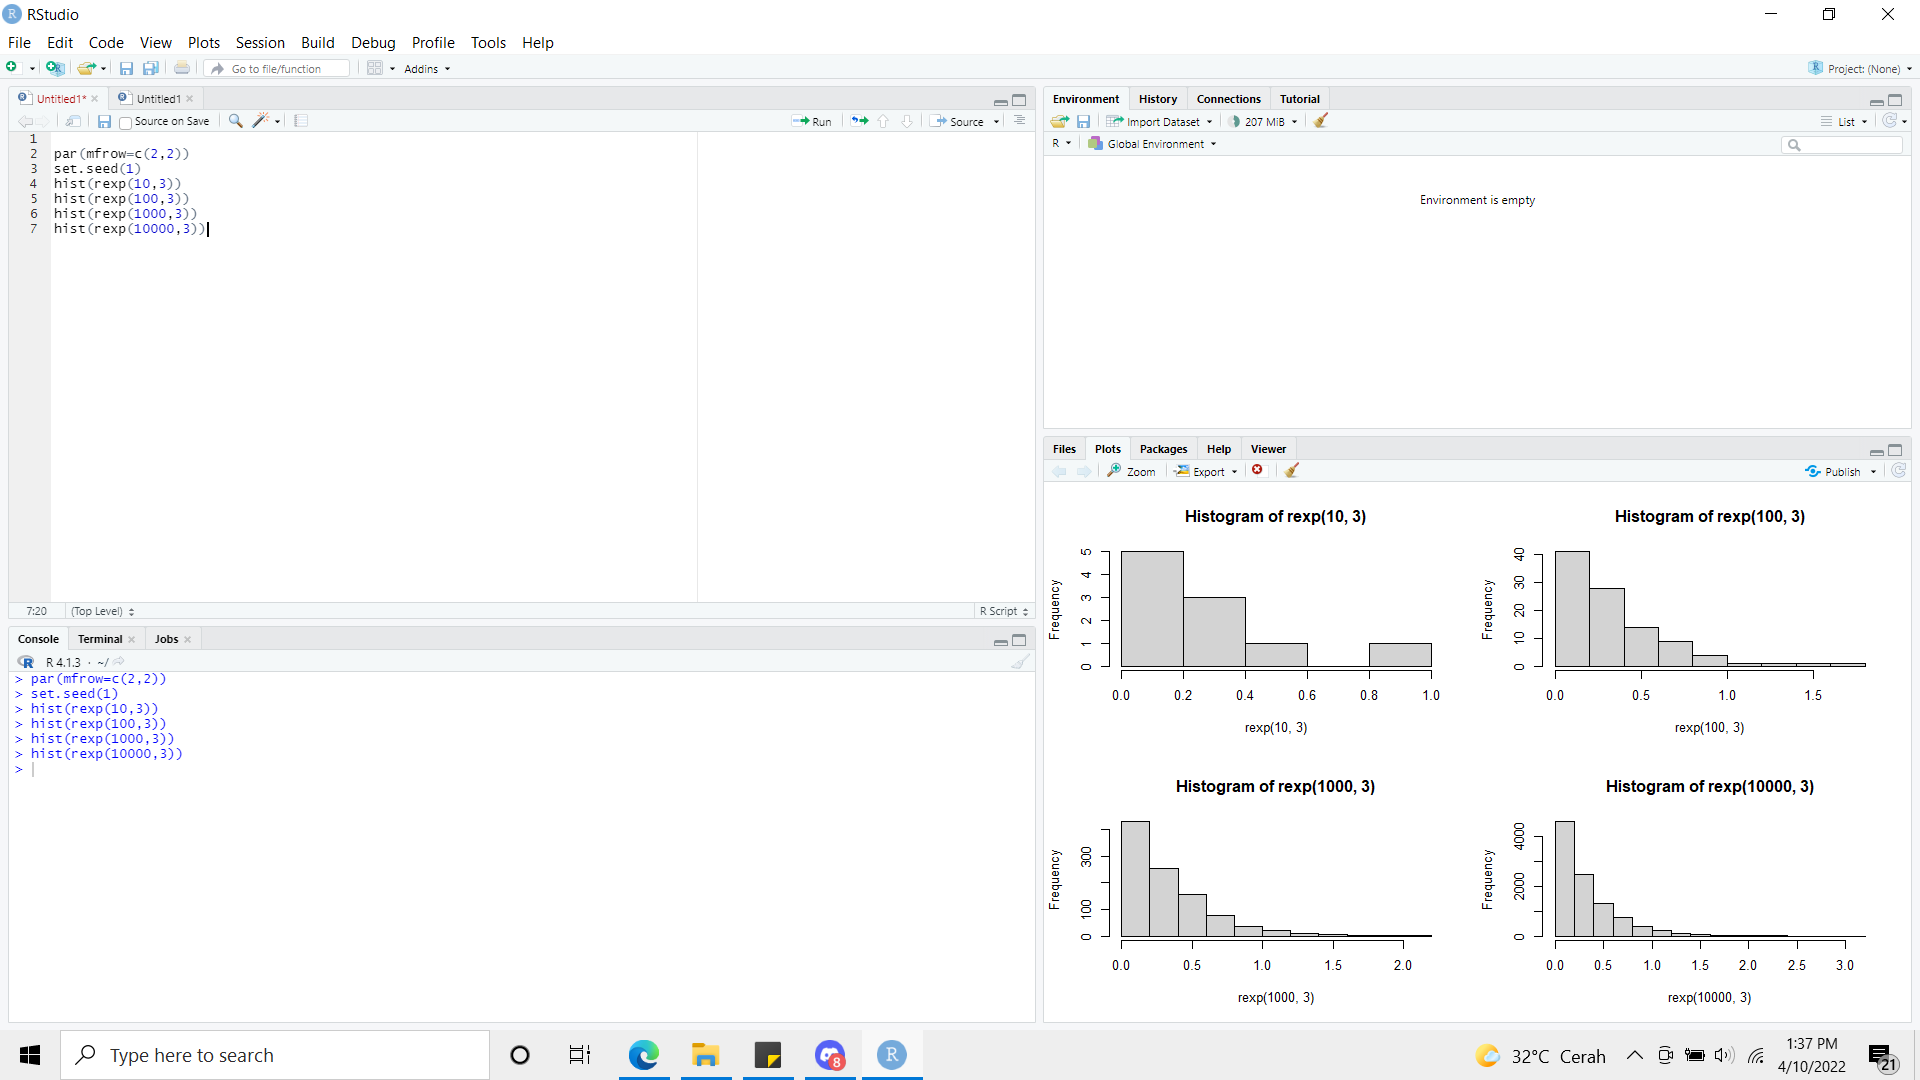 RStudio
File Edit Code View Plots Session Build Debug Profile Tools Help
Go to file/function Addins Project: (None)
Untitled1* Untitled1
Source on Save Run Source
1
2 par(mfrow=c(2,2))
3 set.seed(1)
4 hist(rexp(10,3))
5 hist(rexp(100,3))
6 hist(rexp(1000,3))
7 hist(rexp(10000,3))
7:20 (Top Level) R Script
Console Terminal Jobs
R 4.1.3 · ~/
> par(mfrow=c(2,2))
> set.seed(1)
> hist(rexp(10,3))
> hist(rexp(100,3))
> hist(rexp(1000,3))
> hist(rexp(10000,3))
>
Environment History Connections Tutorial
Import Dataset 207 MiB List
R Global Environment
Environment is empty
Files Plots Packages Help Viewer
Zoom Export Publish
Histogram of rexp(10, 3)
Frequency
0 1 2 3 4 5
0.0 0.2 0.4 0.6 0.8 1.0
rexp(10, 3)
Histogram of rexp(100, 3)
Frequency
0 10 20 30 40
0.0 0.5 1.0 1.5
rexp(100, 3)
Histogram of rexp(1000, 3)
Frequency
0 100 300
0.0 0.5 1.0 1.5 2.0
rexp(1000, 3)
Histogram of rexp(10000, 3)
Frequency
0 2000 4000
0.0 0.5 1.0 1.5 2.0 2.5 3.0
rexp(10000, 3)
Type here to search
8
R
32°C Cerah
1:37 PM
4/10/2022
21